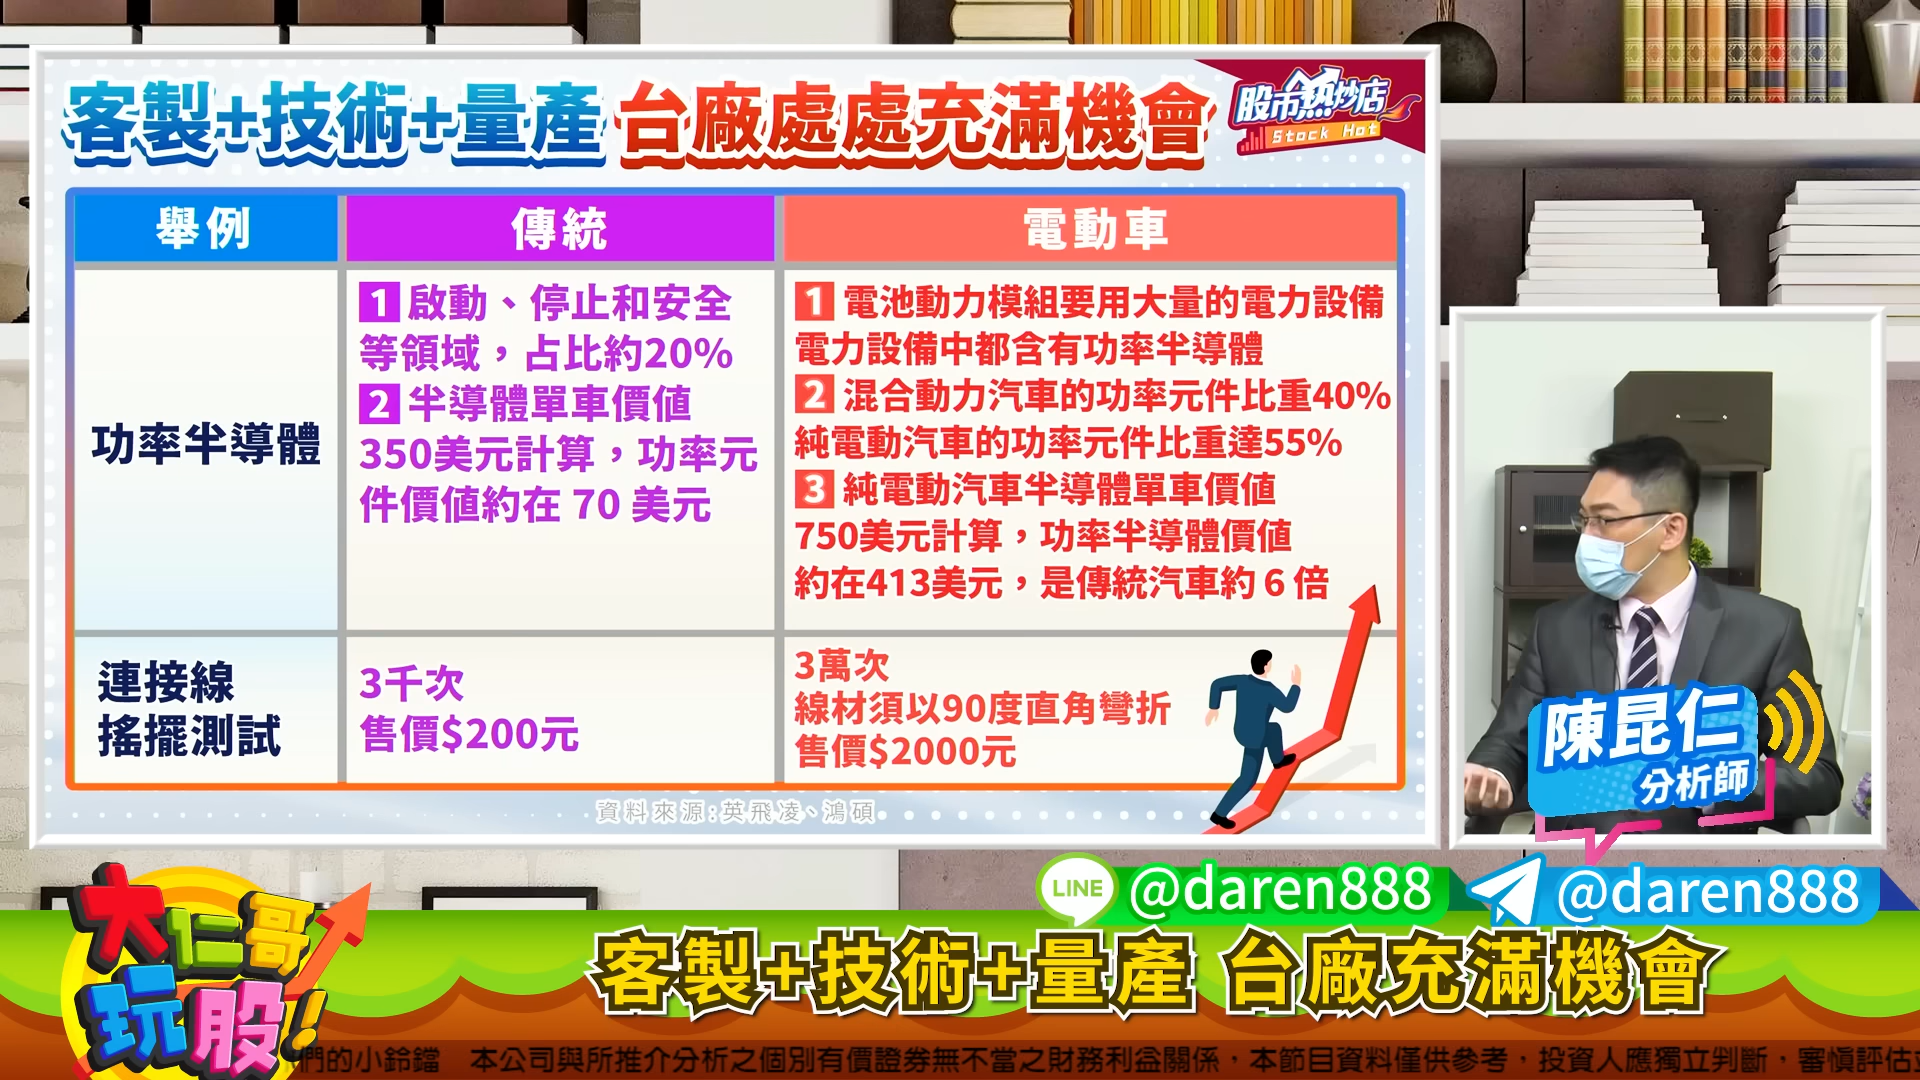 客製+技術+量產 台廠處處充滿機會
股市熱炒店
Stock Hot
舉例
傳統
電動車
功率半導體
1 啟動、停止和安全
等領域，占比約20%
2 半導體單車價值
350美元計算，功率元
件價值約在 70 美元
1 電池動力模組要用大量的電力設備
電力設備中都含有功率半導體
2 混合動力汽車的功率元件比重40%
純電動汽車的功率元件比重達55%
3 純電動汽車半導體單車價值
750美元計算，功率半導體價值
約在413美元，是傳統汽車約 6 倍
連接線
搖擺測試
3千次
售價$200元
3萬次
線材須以90度直角彎折
售價$2000元
資料來源:英飛凌、鴻碩
陳昆仁
分析師
LINE @daren888
@daren888
大仁哥
玩股!
客製+技術+量產 台廠充滿機會
們的小鈴鐺 本公司與所推介分析之個別有價證券無不當之財務利益關係，本節目資料僅供參考，投資人應獨立判斷，審慎評估